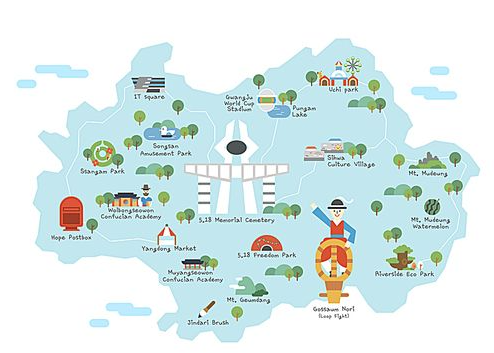 IT square
Gwangju
World Cup
Stadium
Pungam
Lake
Uchi park
Songsan
Amusement Park
Ssangam Park
Siwha
Culture Village
Mt. Mudeung
Wolbongseowon
Confucian Academy
5.18 Memorial Cemetery
Mt. Mudeung
Watermelon
Hope Postbox
Yangdong Market
5.18 Freedom Park
Muyangseowon
Confucian Academy
Riverside Eco Park
Mt. Geumdang
Gossaum Nori
(Loop Fight)
Jindari Brush